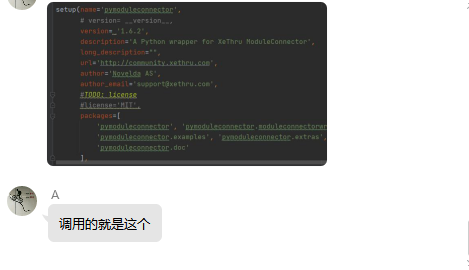 setup(name='pymoduleconnector',
# version=__version__,
version='1.6.2',
description='A Python wrapper for XeThru ModuleConnector',
long_description="",
url='http://community.xethru.com',
author='Novelda AS',
author_email='support@xethru.com',
#TODO: license
#license='MIT',
packages=[
'pymoduleconnector', 'pymoduleconnector.moduleconnectorwr
'pymoduleconnector.examples', 'pymoduleconnector.extras',
'pymoduleconnector.doc'
],
A
调用的就是这个